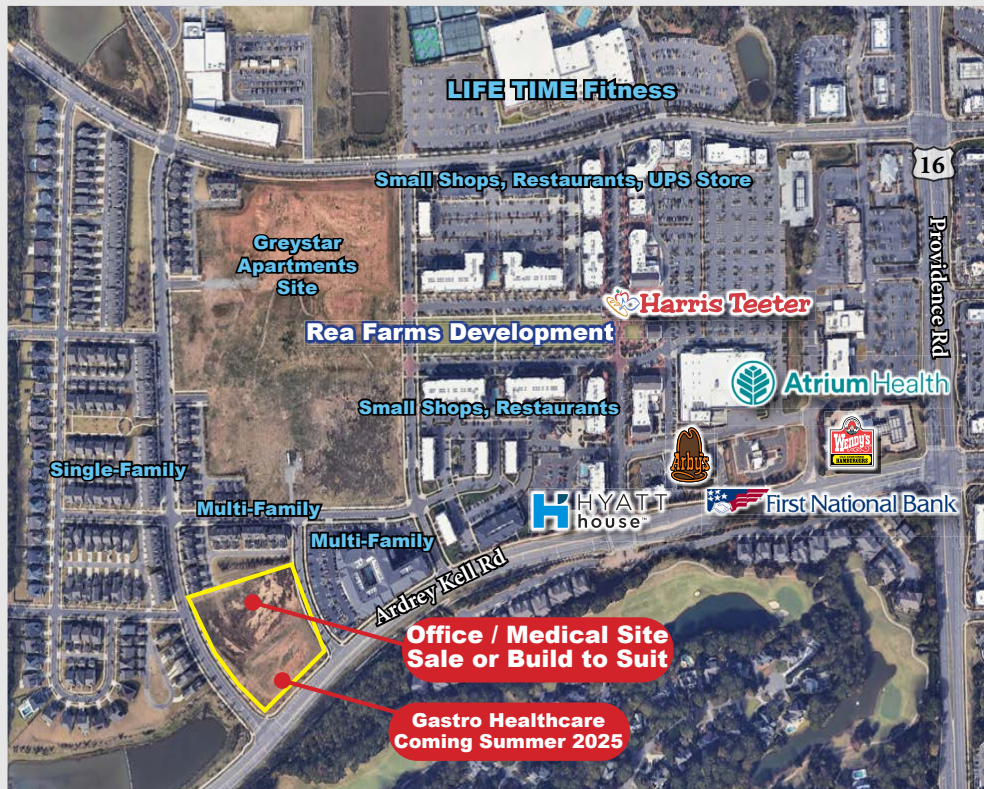 LIFE TIME Fitness
16
Small Shops, Restaurants, UPS Store
Providence Rd
Greystar
Apartments
Site
Harris Teeter
Rea Farms Development
Atrium Health
Small Shops, Restaurants
Arby's
WENDY'S
OLD FASHIONED
HAMBURGERS
Single-Family
HYATT
house
First National Bank
Multi-Family
Multi-Family
Ardrey Kell Rd
Office / Medical Site
Sale or Build to Suit
Gastro Healthcare
Coming Summer 2025